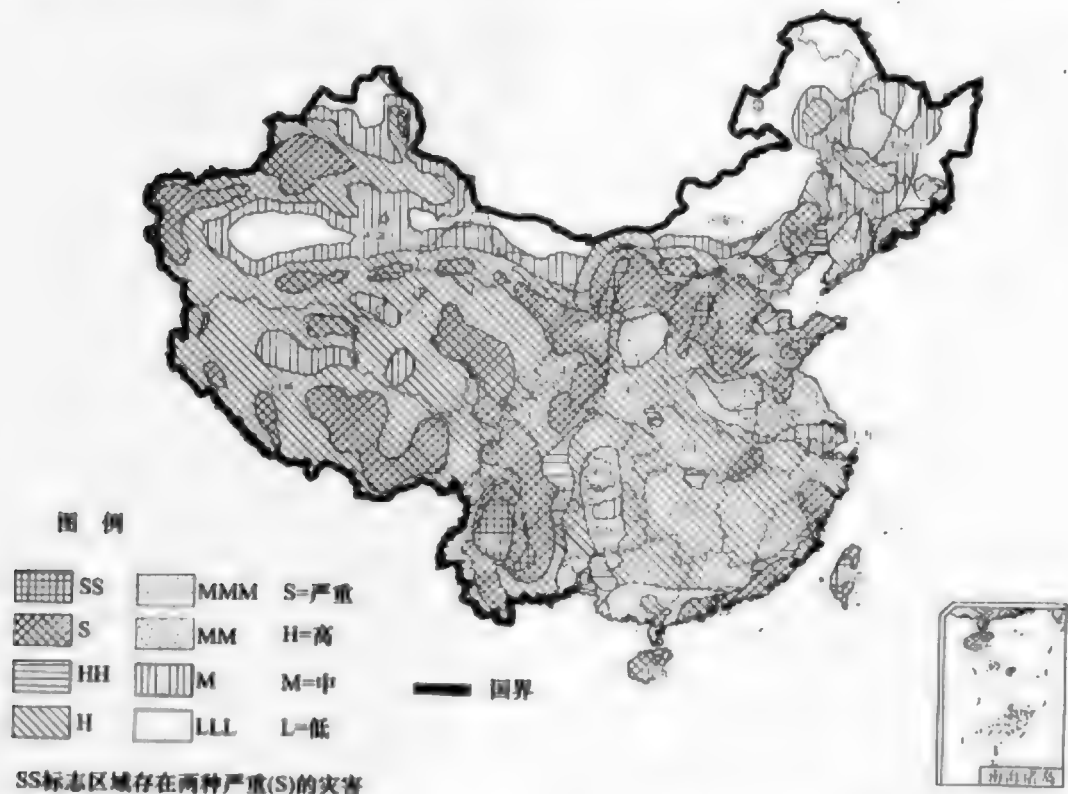 图 例
SS MMM S=严重
S MM H=高
HH M M=中
H LLL L=低
国界
SS标志区域存在两种严重(S)的灾害
南海诸岛